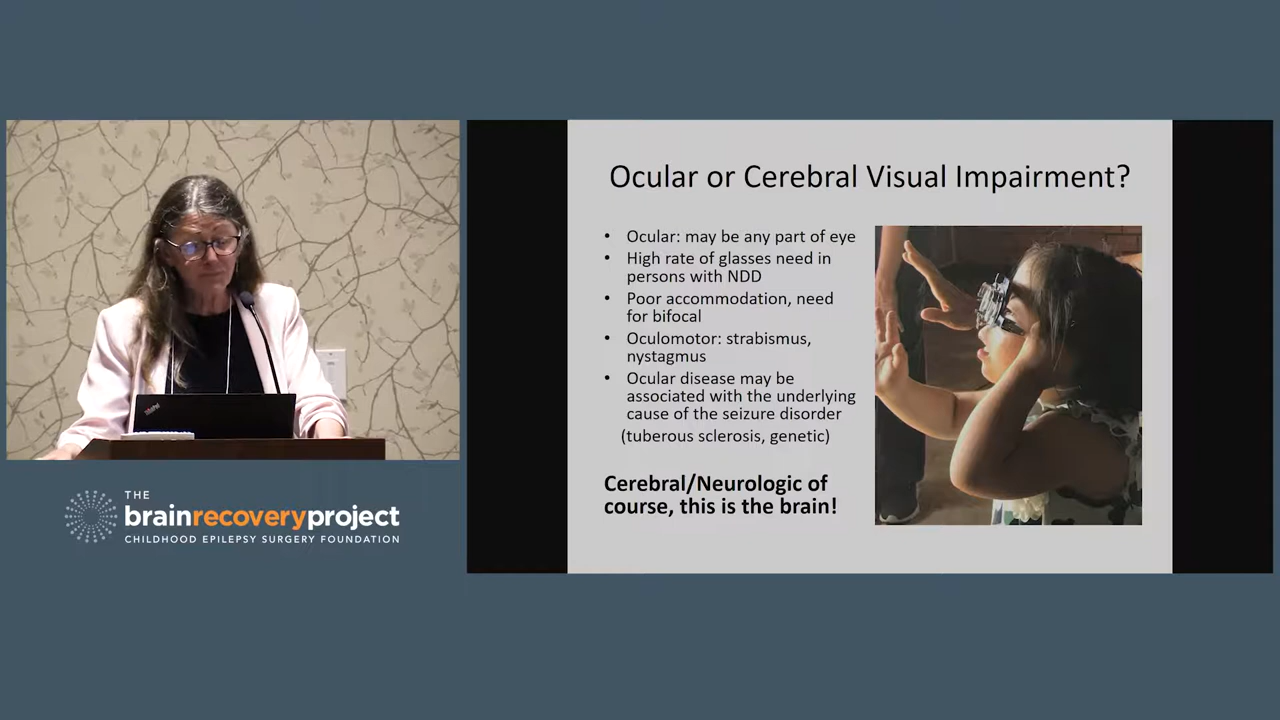 Ocular or Cerebral Visual Impairment?
• Ocular: may be any part of eye
• High rate of glasses need in
persons with NDD
• Poor accommodation, need
for bifocal
• Oculomotor: strabismus,
nystagmus
• Ocular disease may be
associated with the underlying
cause of the seizure disorder
(tuberous sclerosis, genetic)
Cerebral/Neurologic of
course, this is the brain!
THE
brainrecoveryproject
CHILDHOOD EPILEPSY SURGERY FOUNDATION